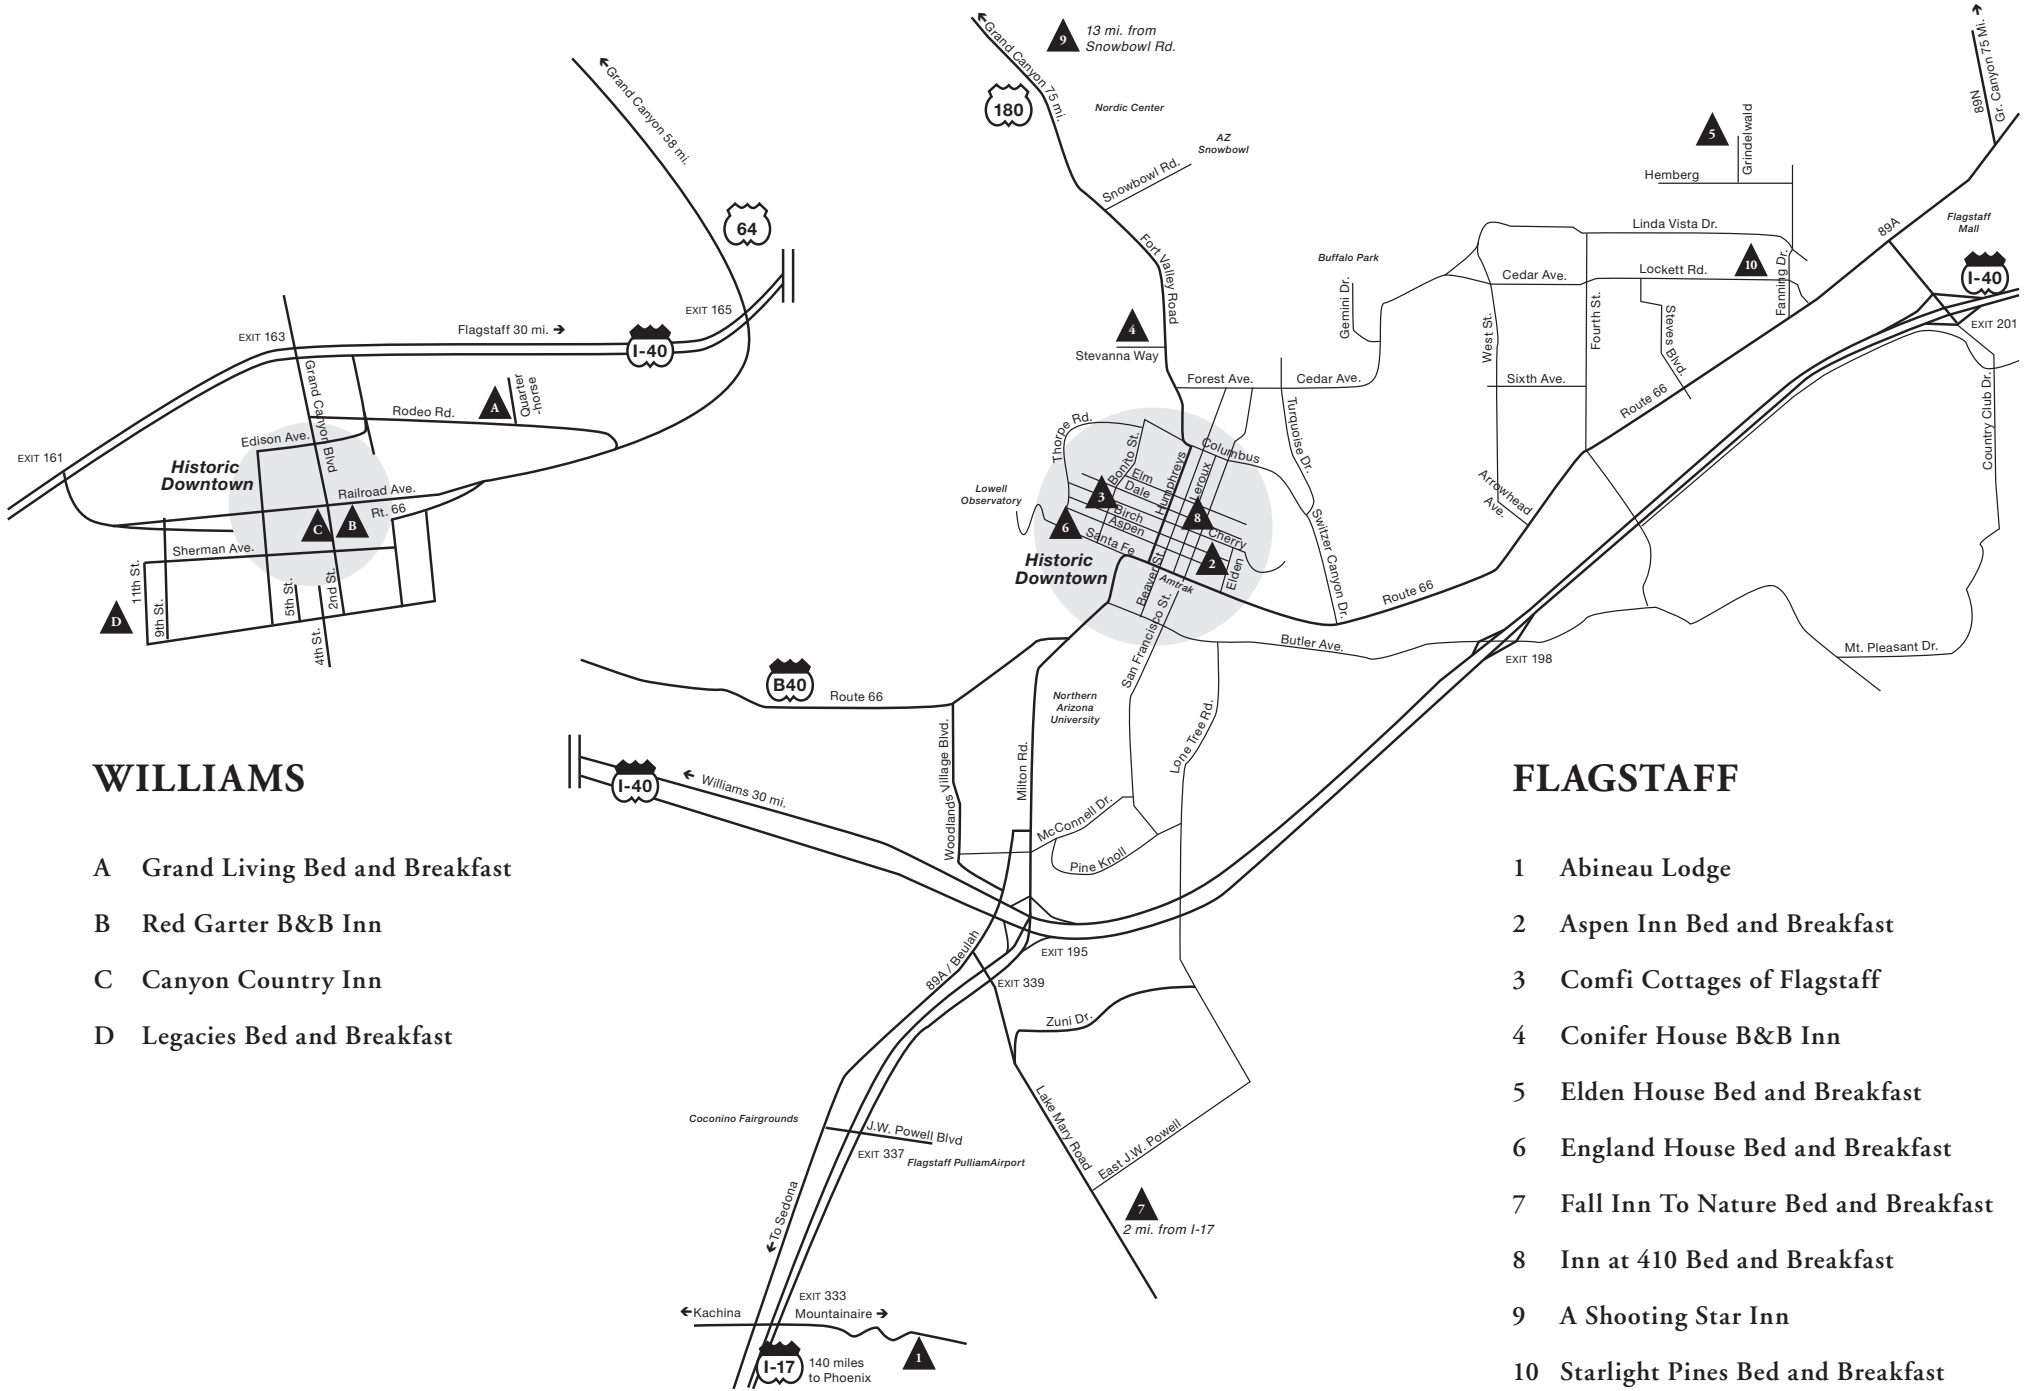 Grand Canyon 58 mi.
64
EXIT 165
EXIT 163
Flagstaff 30 mi.
I-40
Grand Canyon Blvd
Quarter
-horse
A
Rodeo Rd.
Edison Ave.
EXIT 161
Historic
Downtown
Railroad Ave.
Rt. 66
C
B
Sherman Ave.
11th St.
9th St.
5th St.
2nd St.
4th St.
D
Grand Canyon 75 mi.
9
13 mi. from
Snowbowl Rd.
180
Nordic Center
AZ
Snowbowl
Snowbowl Rd.
Fort Valley Road
4
Stevanna Way
Forest Ave.
Cedar Ave.
Buffalo Park
Gemini Dr.
89N
Gr. Canyon 75 Mi.
5
Grindelwald
Hemberg
Linda Vista Dr.
89A
Flagstaff
Mall
10
Cedar Ave.
Lockett Rd.
Fanning Dr.
I-40
EXIT 201
West St.
Fourth St.
Steves Blvd.
Sixth Ave.
Route 66
Country Club Dr.
Arrowhead
Ave.
Turquoise Dr.
Switzer Canyon Dr.
Thorpe Rd.
Bonito St.
Columbus
Humphreys
Leroux
Elm
Dale
3
Lowell
Observatory
6
Birch
Aspen
8
Cherry
Santa Fe
2
Elden
Historic
Downtown
Beaver St.
Amtrak
San Francisco St.
Route 66
Butler Ave.
EXIT 198
Mt. Pleasant Dr.
B40
Route 66
Northern
Arizona
University
Lone Tree Rd.
Woodlands Village Blvd.
Milton Rd.
I-40
Williams 30 mi.
McConnell Dr.
Pine Knoll
89A / Beulah
EXIT 195
EXIT 339
Zuni Dr.
Lake Mary Road
Coconino Fairgrounds
J.W. Powell Blvd
EXIT 337
Flagstaff PulliamAirport
East J.W. Powell
7
2 mi. from I-17
To Sedona
EXIT 333
Kachina
Mountainaire
1
I-17
140 miles
to Phoenix
WILLIAMS
A Grand Living Bed and Breakfast
B Red Garter B&B Inn
C Canyon Country Inn
D Legacies Bed and Breakfast
FLAGSTAFF
1 Abineau Lodge
2 Aspen Inn Bed and Breakfast
3 Comfi Cottages of Flagstaff
4 Conifer House B&B Inn
5 Elden House Bed and Breakfast
6 England House Bed and Breakfast
7 Fall Inn To Nature Bed and Breakfast
8 Inn at 410 Bed and Breakfast
9 A Shooting Star Inn
10 Starlight Pines Bed and Breakfast